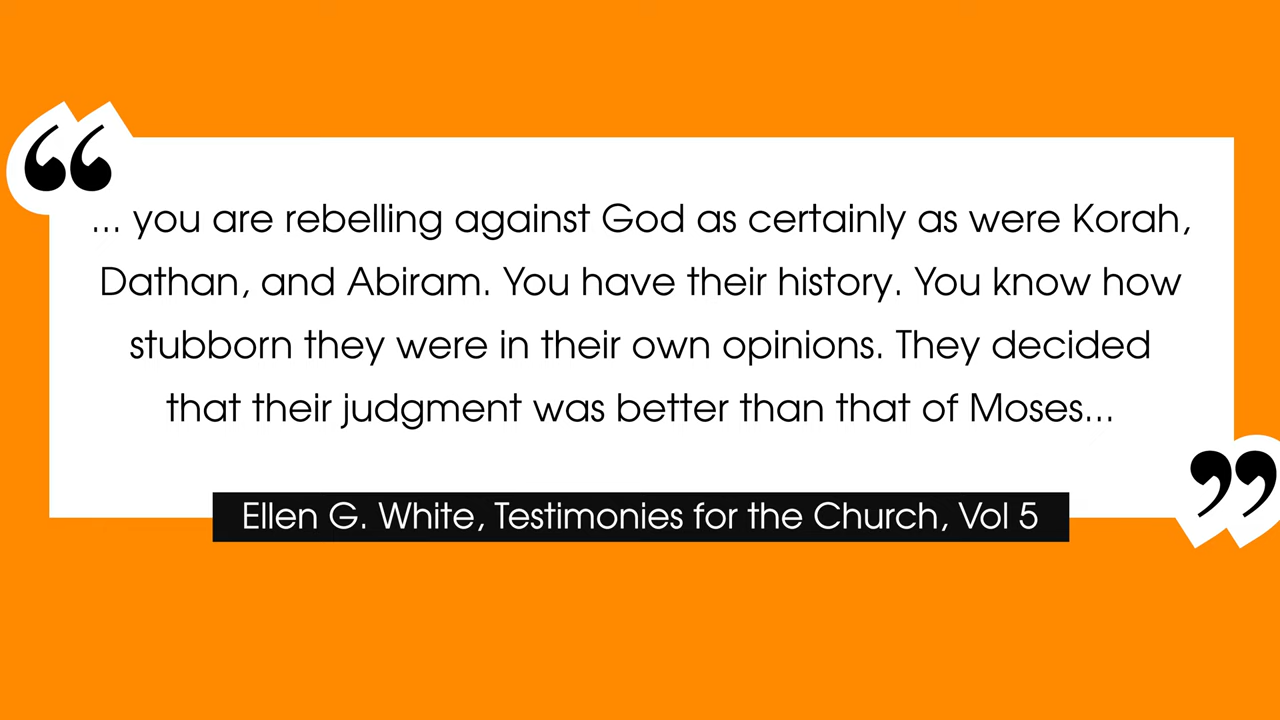 “
... you are rebelling against God as certainly as were Korah,
Dathan, and Abiram. You have their history. You know how
stubborn they were in their own opinions. They decided
that their judgment was better than that of Moses...
”
Ellen G. White, Testimonies for the Church, Vol 5